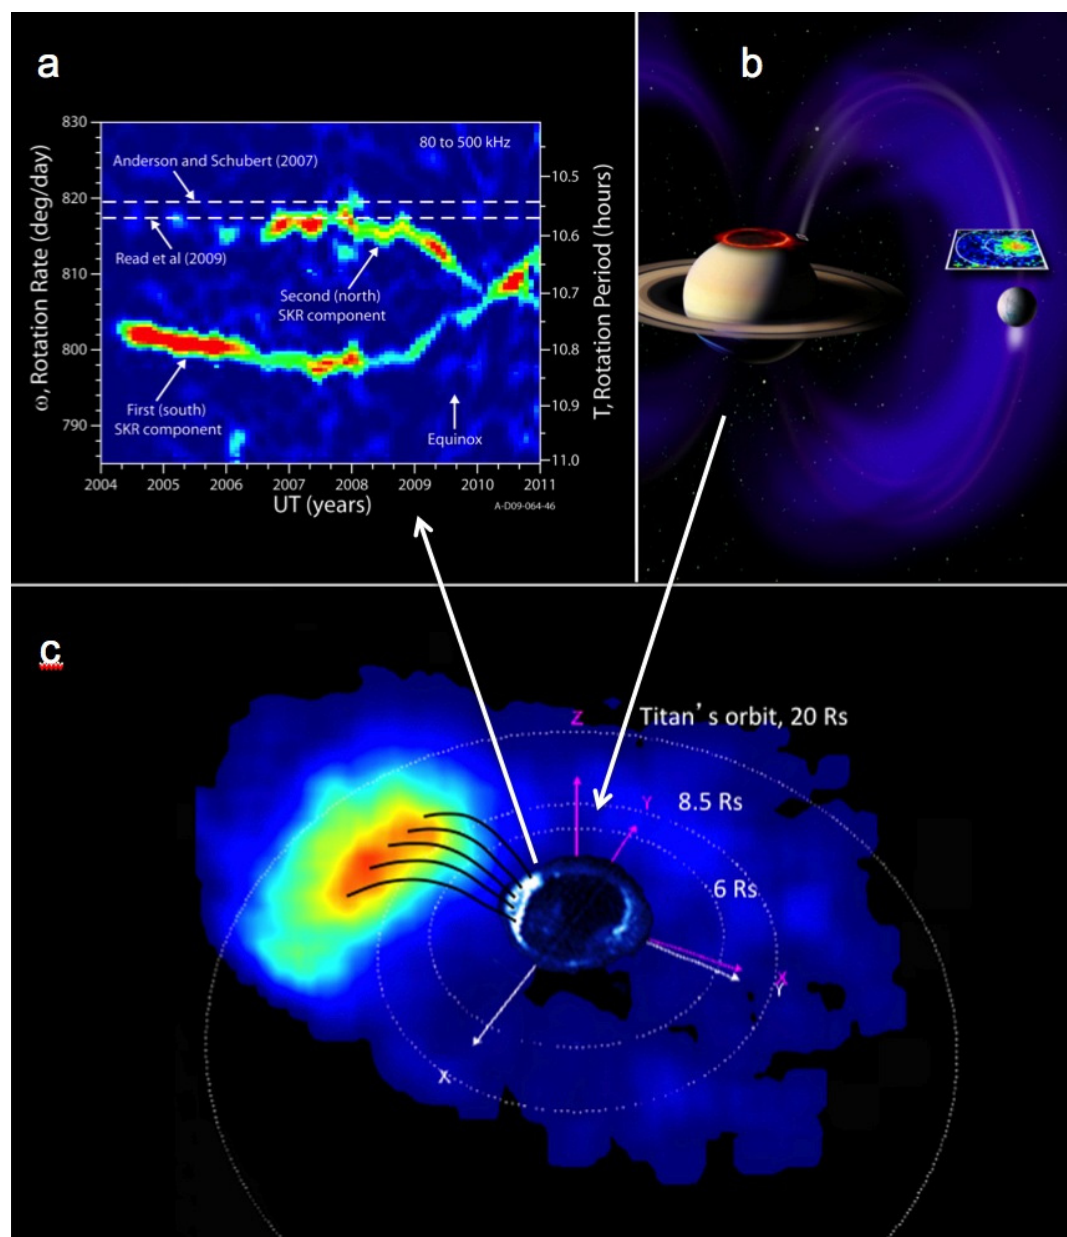 a
b
80 to 500 kHz
Anderson and Schubert (2007)
Read et al (2009)
Second (north)
SKR component
First (south)
SKR component
Equinox
830
820
810
800
790
ω, Rotation Rate (deg/day)
10.5
10.6
10.7
10.8
10.9
11.0
T, Rotation Period (hours)
2004 2005 2006 2007 2008 2009 2010 2011
UT (years)
A-D09-064-46
c
Z
Titan's orbit, 20 Rs
Y
8.5 Rs
6 Rs
X
Y
X